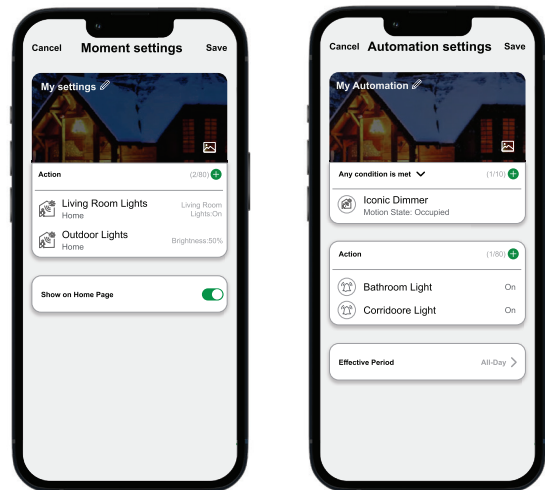 Cancel Moment settings Save
My settings
Action (2/80)
Living Room Lights Living Room
Home Lights:On
Outdoor Lights Brightness:50%
Home
Show on Home Page
Cancel Automation settings Save
My Automation
Any condition is met (1/10)
Iconic Dimmer
Motion State: Occupied
Action (1/80)
Bathroom Light On
Corridoore Light On
Effective Period All-Day